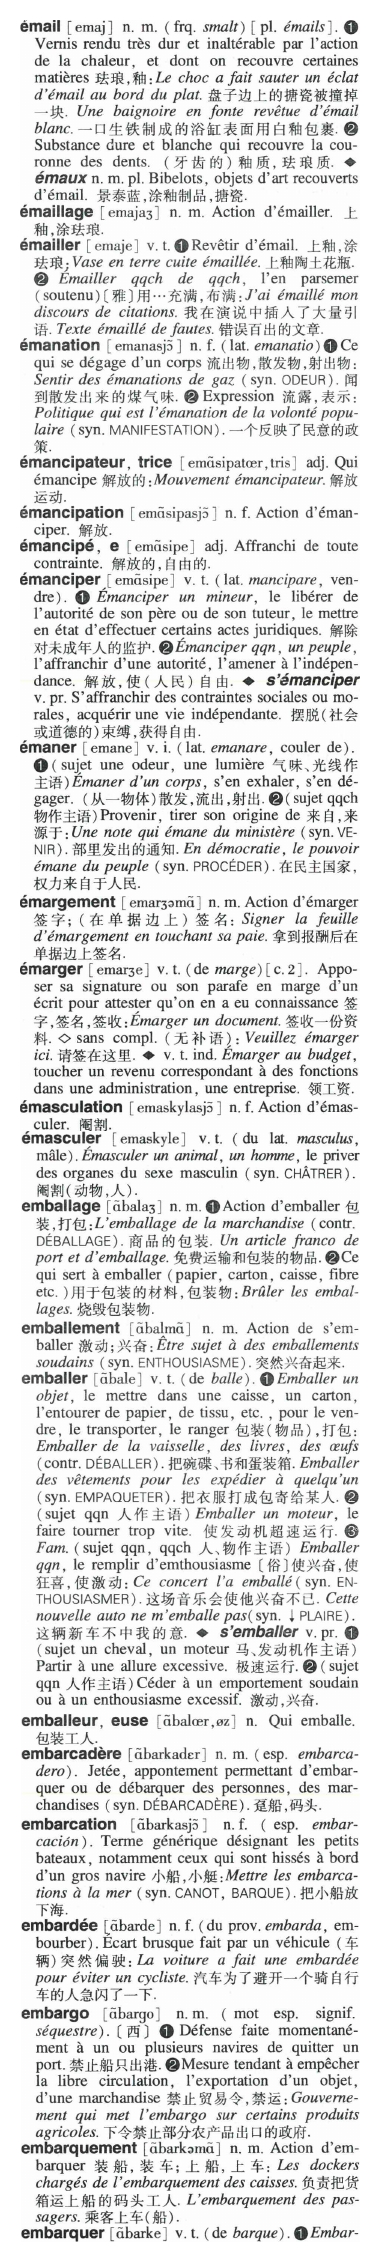 émail [emaj] n. m. (frq. smalt) [pl. émails]. ❶
Vernis rendu très dur et inaltérable par l'action
de la chaleur, et dont on recouvre certaines
matières 珐琅,釉:Le choc a fait sauter un éclat
d'émail au bord du plat. 盘子边上的搪瓷被撞掉
一块. Une baignoire en fonte revêtue d'émail
blanc. 一口生铁制成的浴缸表面用白釉包裹. ❷
Substance dure et blanche qui recouvre la cou-
ronne des dents. (牙齿的)釉质,珐琅质. ◆
émaux n. m. pl. Bibelots, objets d'art recouverts
d'émail. 景泰蓝,涂釉制品,搪瓷.
émaillage [emajaʒ] n. m. Action d'émailler. 上
釉,涂珐琅.
émailler [emaje] v. t. ❶ Revêtir d'émail. 上釉,涂
珐琅:Vase en terre cuite émaillée. 上釉陶土花瓶.
❷ Émailler qqch de qqch, l'en parsemer
(soutenu)〔雅〕用…充满,布满:J'ai émaillé mon
discours de citations. 我在演说中插入了大量引
语. Texte émaillé de fautes. 错误百出的文章.
émanation [emanasjɔ̃] n. f. (lat. emanatio) ❶ Ce
qui se dégage d'un corps 流出物,散发物,射出物:
Sentir des émanations de gaz (syn. ODEUR). 闻
到散发出来的煤气味. ❷ Expression 流露,表示:
Politique qui est l'émanation de la volonté popu-
laire (syn. MANIFESTATION). 一个反映了民意的政
策.
émancipateur, trice [emɑ̃sipatœr,tris] adj. Qui
émancipe 解放的:Mouvement émancipateur. 解放
运动.
émancipation [emɑ̃sipasjɔ̃] n. f. Action d'éman-
ciper. 解放.
émancipé, e [emɑ̃sipe] adj. Affranchi de toute
contrainte. 解放的,自由的.
émanciper [emɑ̃sipe] v. t. (lat. mancipare, ven-
dre). ❶ Émanciper un mineur, le libérer de
l'autorité de son père ou de son tuteur, le mettre
en état d'effectuer certains actes juridiques. 解除
对未成年人的监护. ❷ Émanciper qqn, un peuple,
l'affranchir d'une autorité, l'amener à l'indépen-
dance. 解放,使(人民)自由. ◆ s'émanciper
v. pr. S'affranchir des contraintes sociales ou mo-
rales, acquérir une vie indépendante. 摆脱(社会
或道德的)束缚,获得自由.
émaner [emane] v. i. (lat. emanare, couler de).
❶ (sujet une odeur, une lumière 气味、光线作
主语)Émaner d'un corps, s'en exhaler, s'en dé-
gager. (从一物体)散发,流出,射出. ❷(sujet qqch
物作主语)Provenir, tirer son origine de 来自,来
源于:Une note qui émane du ministère (syn. VE-
NIR). 部里发出的通知. En démocratie, le pouvoir
émane du peuple (syn. PROCÉDER). 在民主国家,
权力来自于人民.
émargement [emarʒəmɑ̃] n. m. Action d'émarger
签字;(在单据边上)签名: Signer la feuille
d'émargement en touchant sa paie. 拿到报酬后在
单据边上签名.
émarger [emarʒe] v. t. (de marge) [c. 2]. Appo-
ser sa signature ou son parafe en marge d'un
écrit pour attester qu'on en a eu connaissance 签
字,签名,签收:Émarger un document. 签收一份资
料. ◇ sans compl. (无补语): Veuillez émarger
ici. 请签在这里. ◆ v. t. ind. Émarger au budget,
toucher un revenu correspondant à des fonctions
dans une administration, une entreprise. 领工资.
émasculation [emaskylasjɔ̃] n. f. Action d'émas-
culer. 阉割.
émasculer [emaskyle] v. t. (du lat. masculus,
mâle). Émasculer un animal, un homme, le priver
des organes du sexe masculin (syn. CHÂTRER).
阉割(动物,人).
emballage [ɑ̃balaʒ] n. m. ❶ Action d'emballer 包
装,打包:L'emballage de la marchandise (contr.
DÉBALLAGE). 商品的包装. Un article franco de
port et d'emballage. 免费运输和包装的物品. ❷ Ce
qui sert à emballer (papier, carton, caisse, fibre
etc. )用于包装的材料,包装物:Brûler les embal-
lages. 烧毁包装物.
emballement [ɑ̃balmɑ̃] n. m. Action de s'em-
baller 激动;兴奋:Être sujet à des emballements
soudains (syn. ENTHOUSIASME). 突然兴奋起来.
emballer [ɑ̃bale] v. t. (de balle). ❶ Emballer un
objet, le mettre dans une caisse, un carton,
l'entourer de papier, de tissu, etc. , pour le ven-
dre, le transporter, le ranger 包装(物品),打包:
Emballer de la vaisselle, des livres, des œufs
(contr. DÉBALLER). 把碗碟、书和蛋装箱. Emballer
des vêtements pour les expédier à quelqu'un
(syn. EMPAQUETER). 把衣服打成包寄给某人. ❷
(sujet qqn 人作主语) Emballer un moteur, le
faire tourner trop vite. 使发动机超速运行. ❸
Fam. (sujet qqn, qqch 人、物作主语) Emballer
qqn, le remplir d'emthousiasme〔俗〕使兴奋,使
狂喜,使激动: Ce concert l'a emballé (syn. EN-
THOUSIASMER). 这场音乐会使他兴奋不已. Cette
nouvelle auto ne m'emballe pas(syn. ↓ PLAIRE).
这辆新车不中我的意. ◆ s'emballer v. pr. ❶
(sujet un cheval, un moteur 马、发动机作主语)
Partir à une allure excessive. 极速运行. ❷ (sujet
qqn 人作主语)Céder à un emportement soudain
ou à un enthousiasme excessif. 激动,兴奋.
emballeur, euse [ɑ̃balœr,øz] n. Qui emballe.
包装工人.
embarcadère [ɑ̃barkadɛr] n. m. (esp. embarca-
dero). Jetée, appontement permettant d'embar-
quer ou de débarquer des personnes, des mar-
chandises (syn. DÉBARCADÈRE). 趸船,码头.
embarcation [ɑ̃barkasjɔ̃] n. f. ( esp. embar-
cación). Terme générique désignant les petits
bateaux, notamment ceux qui sont hissés à bord
d'un gros navire 小船,小艇:Mettre les embarca-
tions à la mer (syn. CANOT, BARQUE). 把小船放
下海.
embardée [ɑ̃barde] n. f. (du prov. embarda, em-
bourber). Écart brusque fait par un véhicule (车
辆)突然偏驶: La voiture a fait une embardée
pour éviter un cycliste. 汽车为了避开一个骑自行
车的人急闪了一下.
embargo [ɑ̃bargo] n. m. ( mot esp. signif.
séquestre).〔西〕❶ Défense faite momentané-
ment à un ou plusieurs navires de quitter un
port. 禁止船只出港. ❷ Mesure tendant à empêcher
la libre circulation, l'exportation d'un objet,
d'une marchandise 禁止贸易令,禁运:Gouverne-
ment qui met l'embargo sur certains produits
agricoles. 下令禁止部分农产品出口的政府.
embarquement [ɑ̃barkəmɑ̃] n. m. Action d'em-
barquer 装船,装车;上船,上车: Les dockers
chargés de l'embarquement des caisses. 负责把货
箱运上船的码头工人. L'embarquement des pas-
sagers. 乘客上车(船).
embarquer [ɑ̃barke] v. t. (de barque). ❶ Embar-